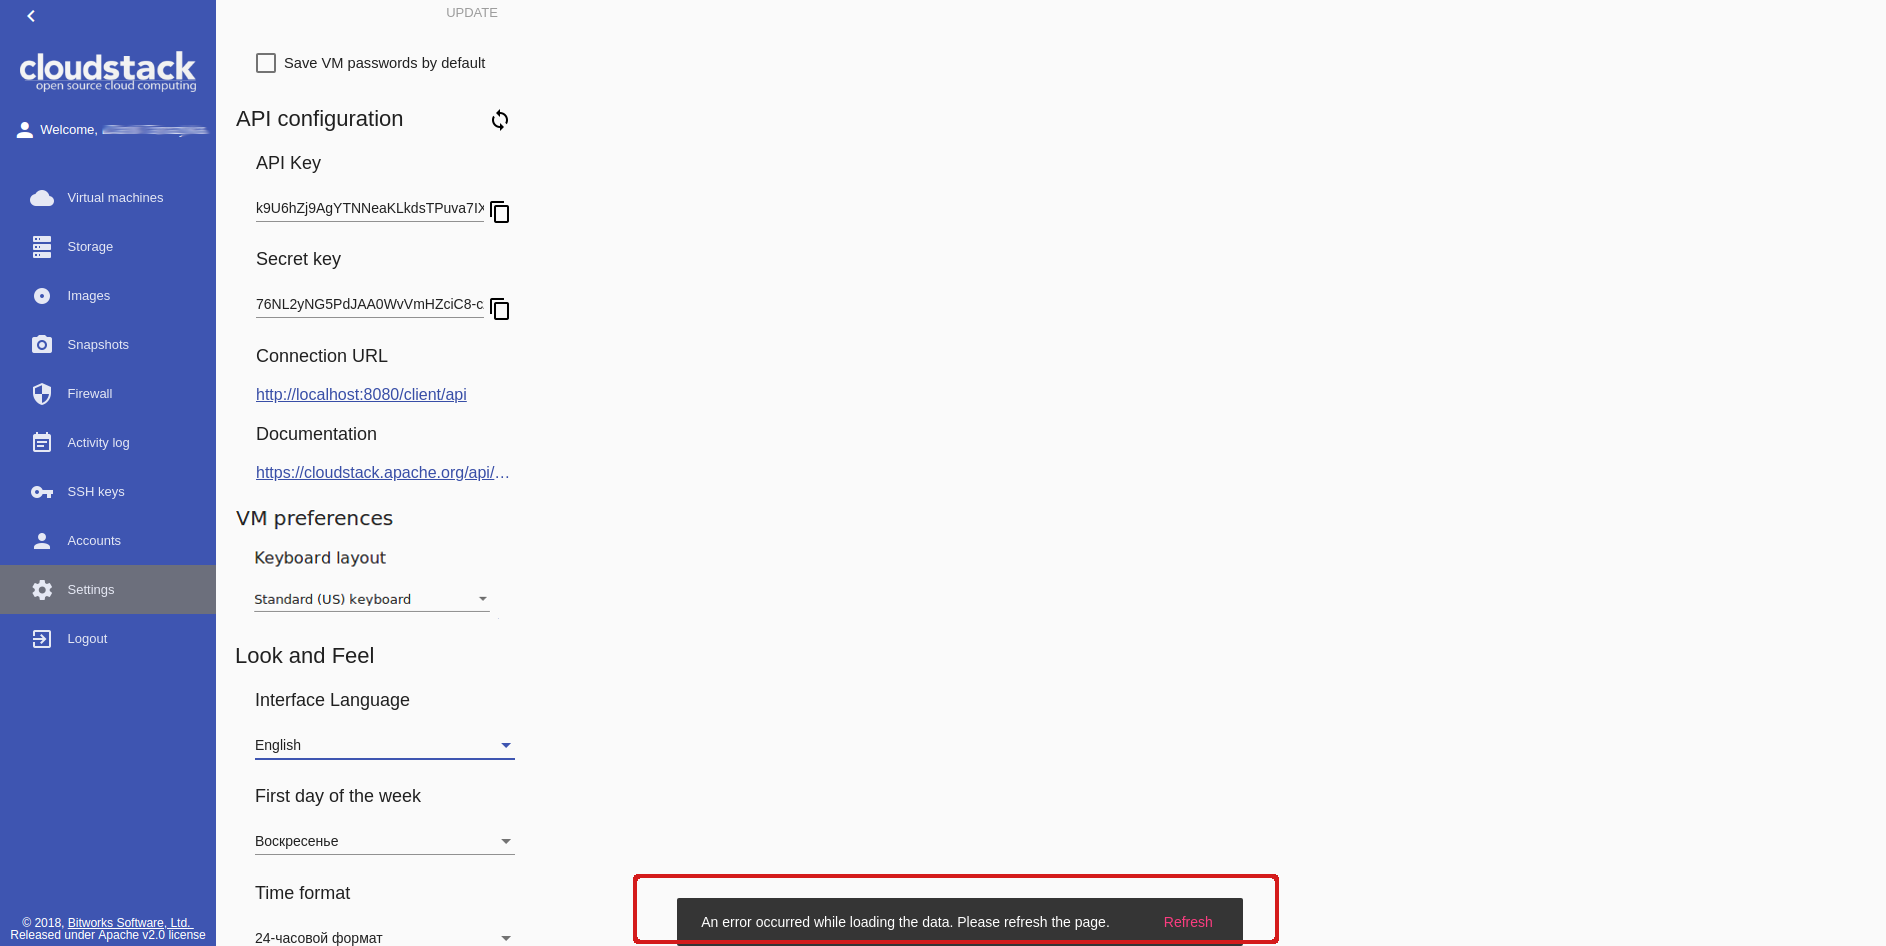 cloudstack
open source cloud computing
Welcome,
Virtual machines
Storage
Images
Snapshots
Firewall
Activity log
SSH keys
Accounts
Settings
Logout
© 2018, Bitworks Software, Ltd.
Released under Apache v2.0 license
UPDATE
Save VM passwords by default
API configuration
API Key
k9U6hZj9AgYTNNeaKLkdsTPuva7IX
Secret key
76NL2yNG5PdJAA0WvVmHZciC8-c
Connection URL
http://localhost:8080/client/api
Documentation
https://cloudstack.apache.org/api/…
VM preferences
Keyboard layout
Standard (US) keyboard
Look and Feel
Interface Language
English
First day of the week
Воскресенье
Time format
24-часовой формат
An error occurred while loading the data. Please refresh the page. Refresh